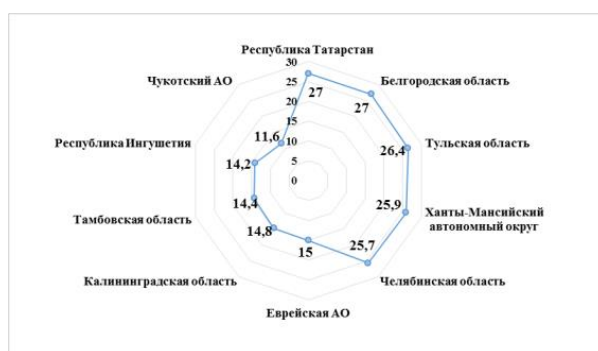 Республика Татарстан
30
Чукотский АО
25
Белгородская область
27
27
20
15
Республика Ингушетия
11,6
10
Тульская область
26,4
14,2
5
0
14,4
25,9
Тамбовская область
Ханты-Мансийский
автономный округ
14,8
15
25,7
Калининградская область
Челябинская область
Еврейская АО